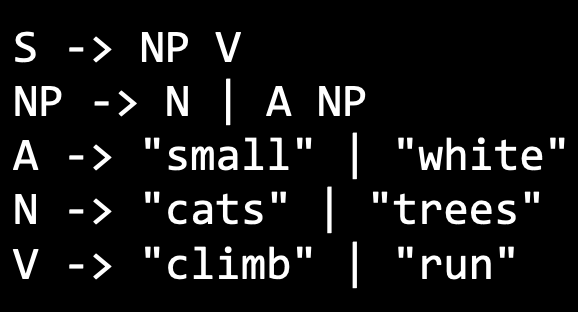 S -> NP V
NP -> N | A NP
A -> "small" | "white"
N -> "cats" | "trees"
V -> "climb" | "run"